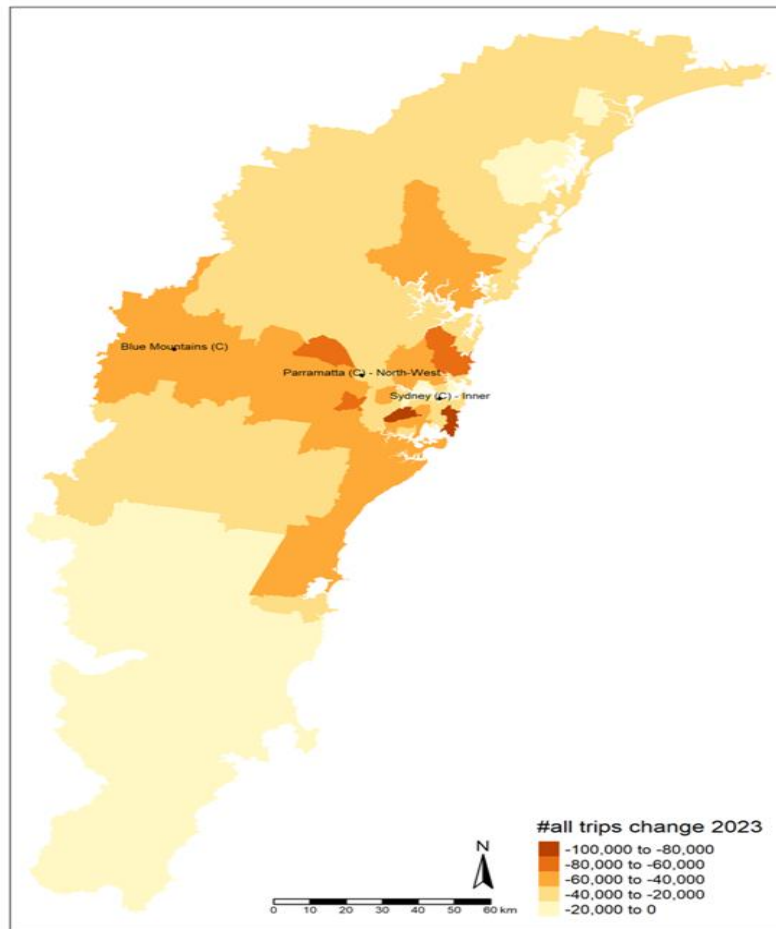 Blue Mountains (C)
Parramatta (C) - North-West
Sydney (C) - Inner
#all trips change 2023
-100,000 to -80,000
-80,000 to -60,000
-60,000 to -40,000
-40,000 to -20,000
-20,000 to 0
N
0 10 20 30 40 50 60 km